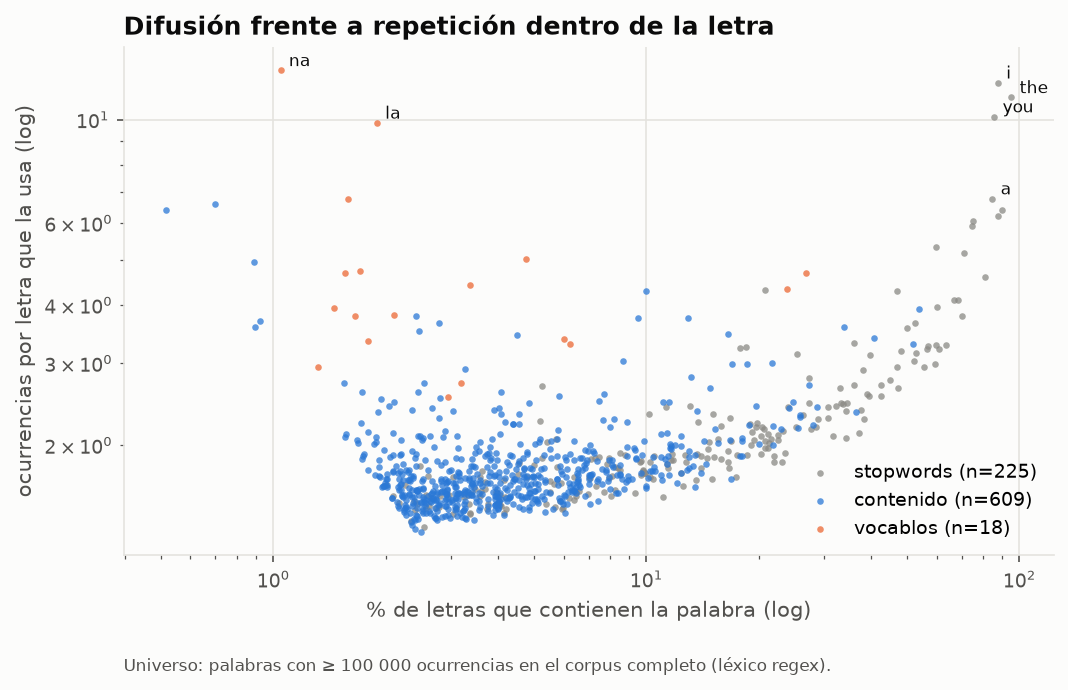 Difusión frente a repetición dentro de la letra
na
la
i
the
you
a
10¹
6 × 10⁰
4 × 10⁰
3 × 10⁰
2 × 10⁰
ocurrencias por letra que la usa (log)
stopwords (n=225)
contenido (n=609)
vocablos (n=18)
10⁰ 10¹ 10²
% de letras que contienen la palabra (log)
Universo: palabras con ≥ 100 000 ocurrencias en el corpus completo (léxico regex).